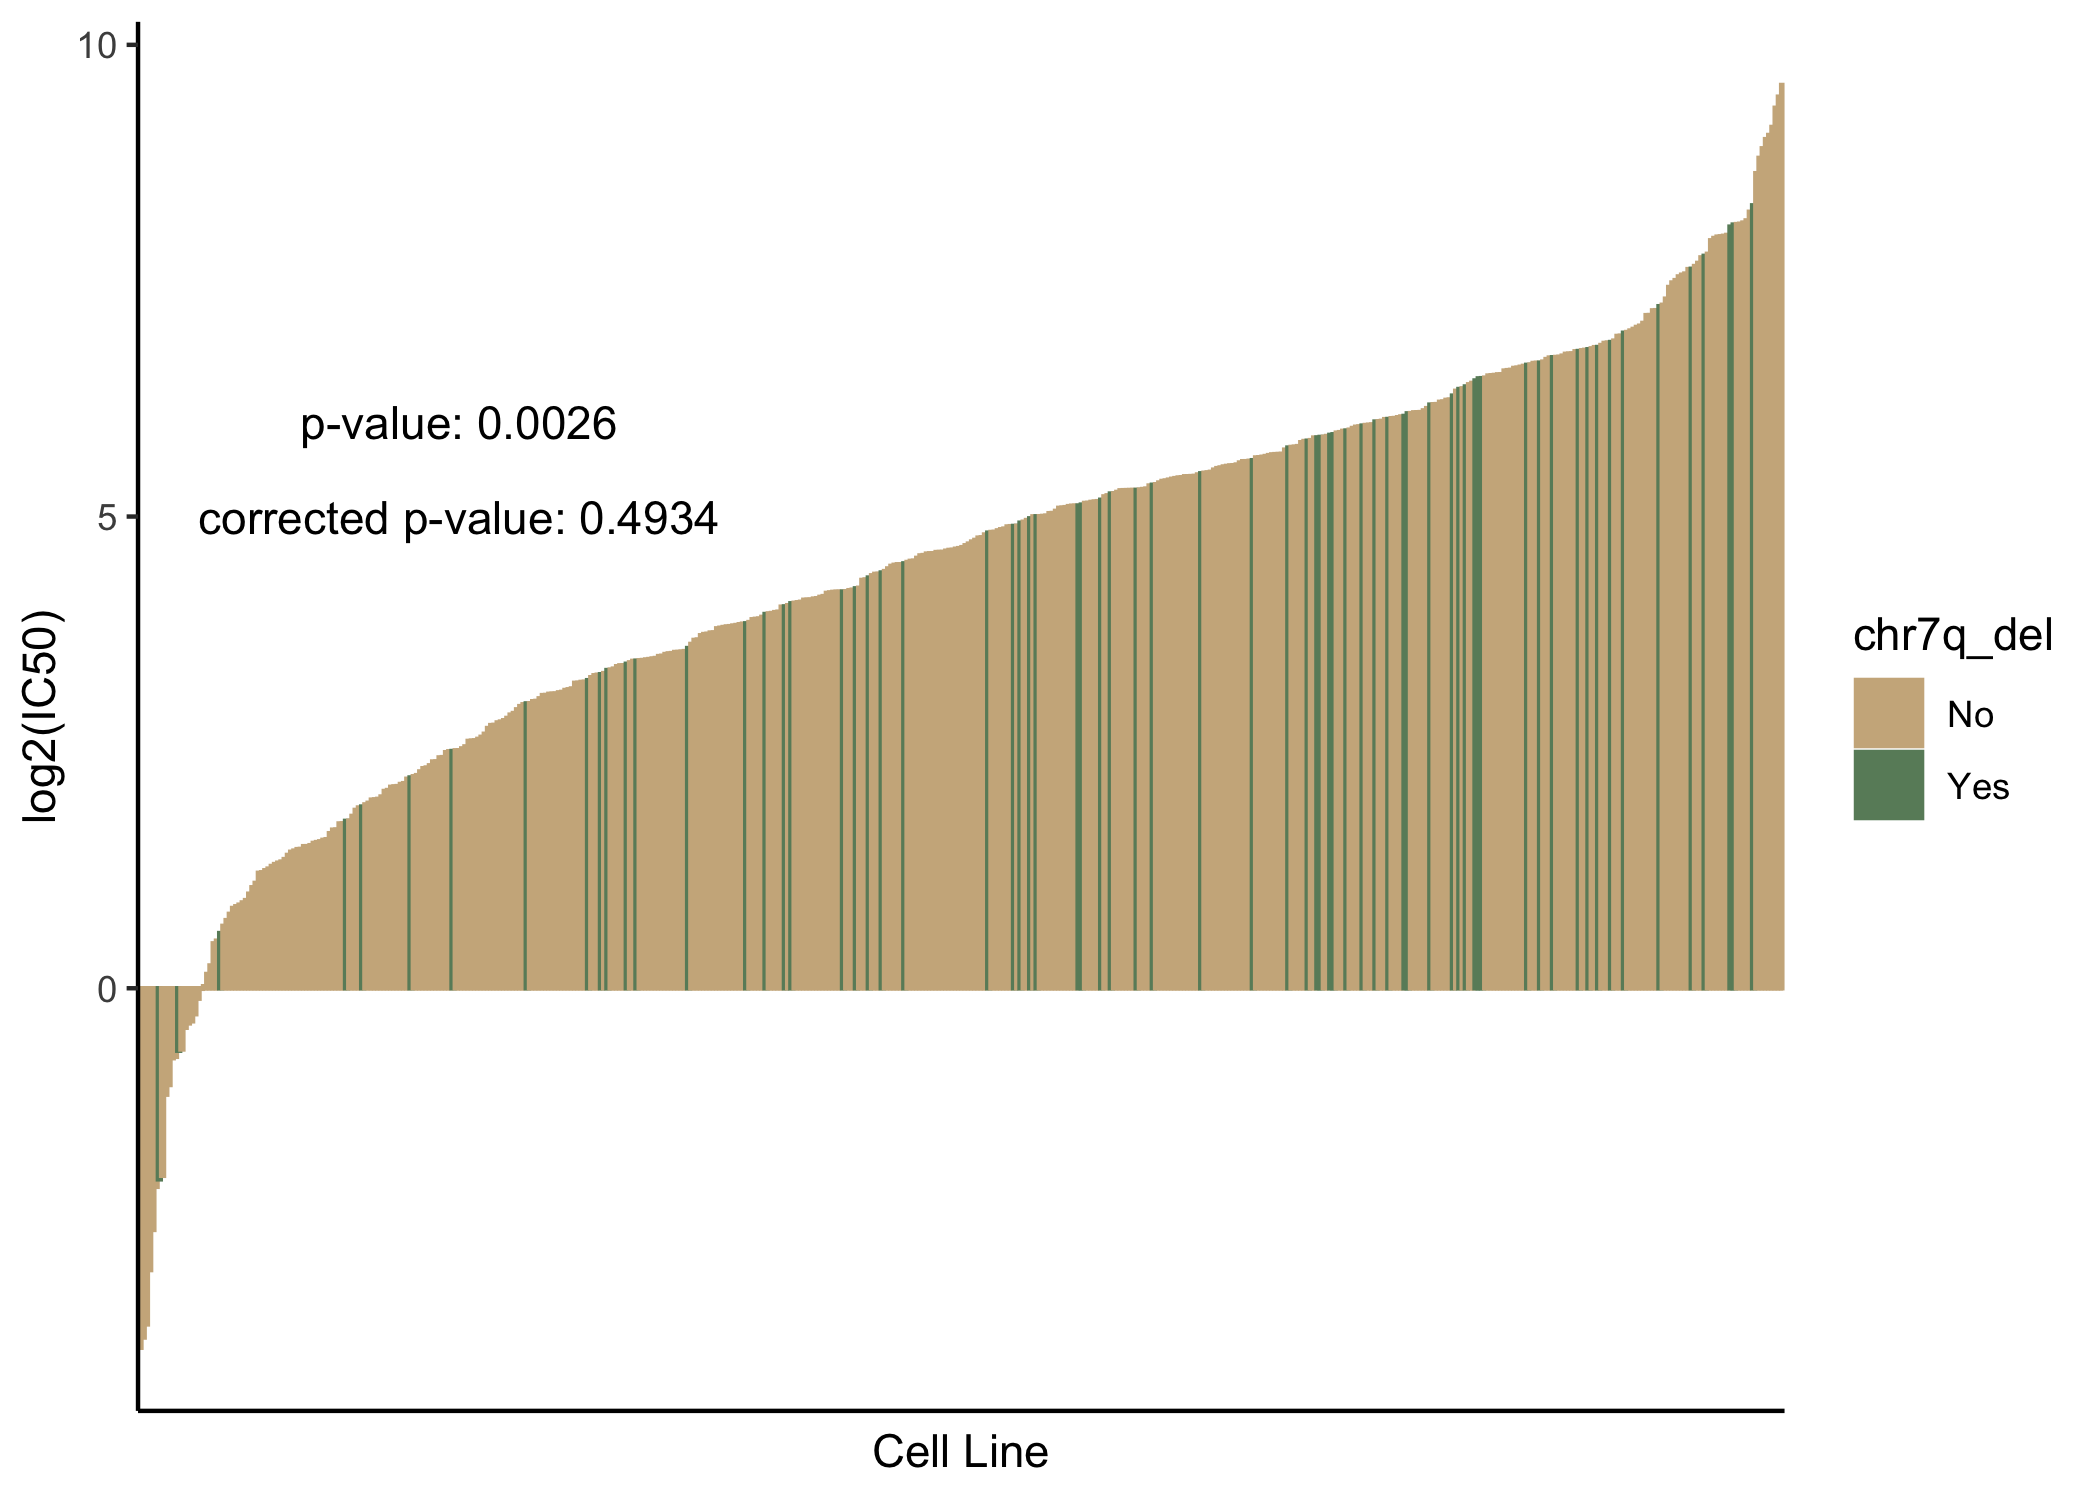 10
p-value: 0.0026
5
corrected p-value: 0.4934
log2(IC50)
chr7q_del
No
Yes
0
Cell Line